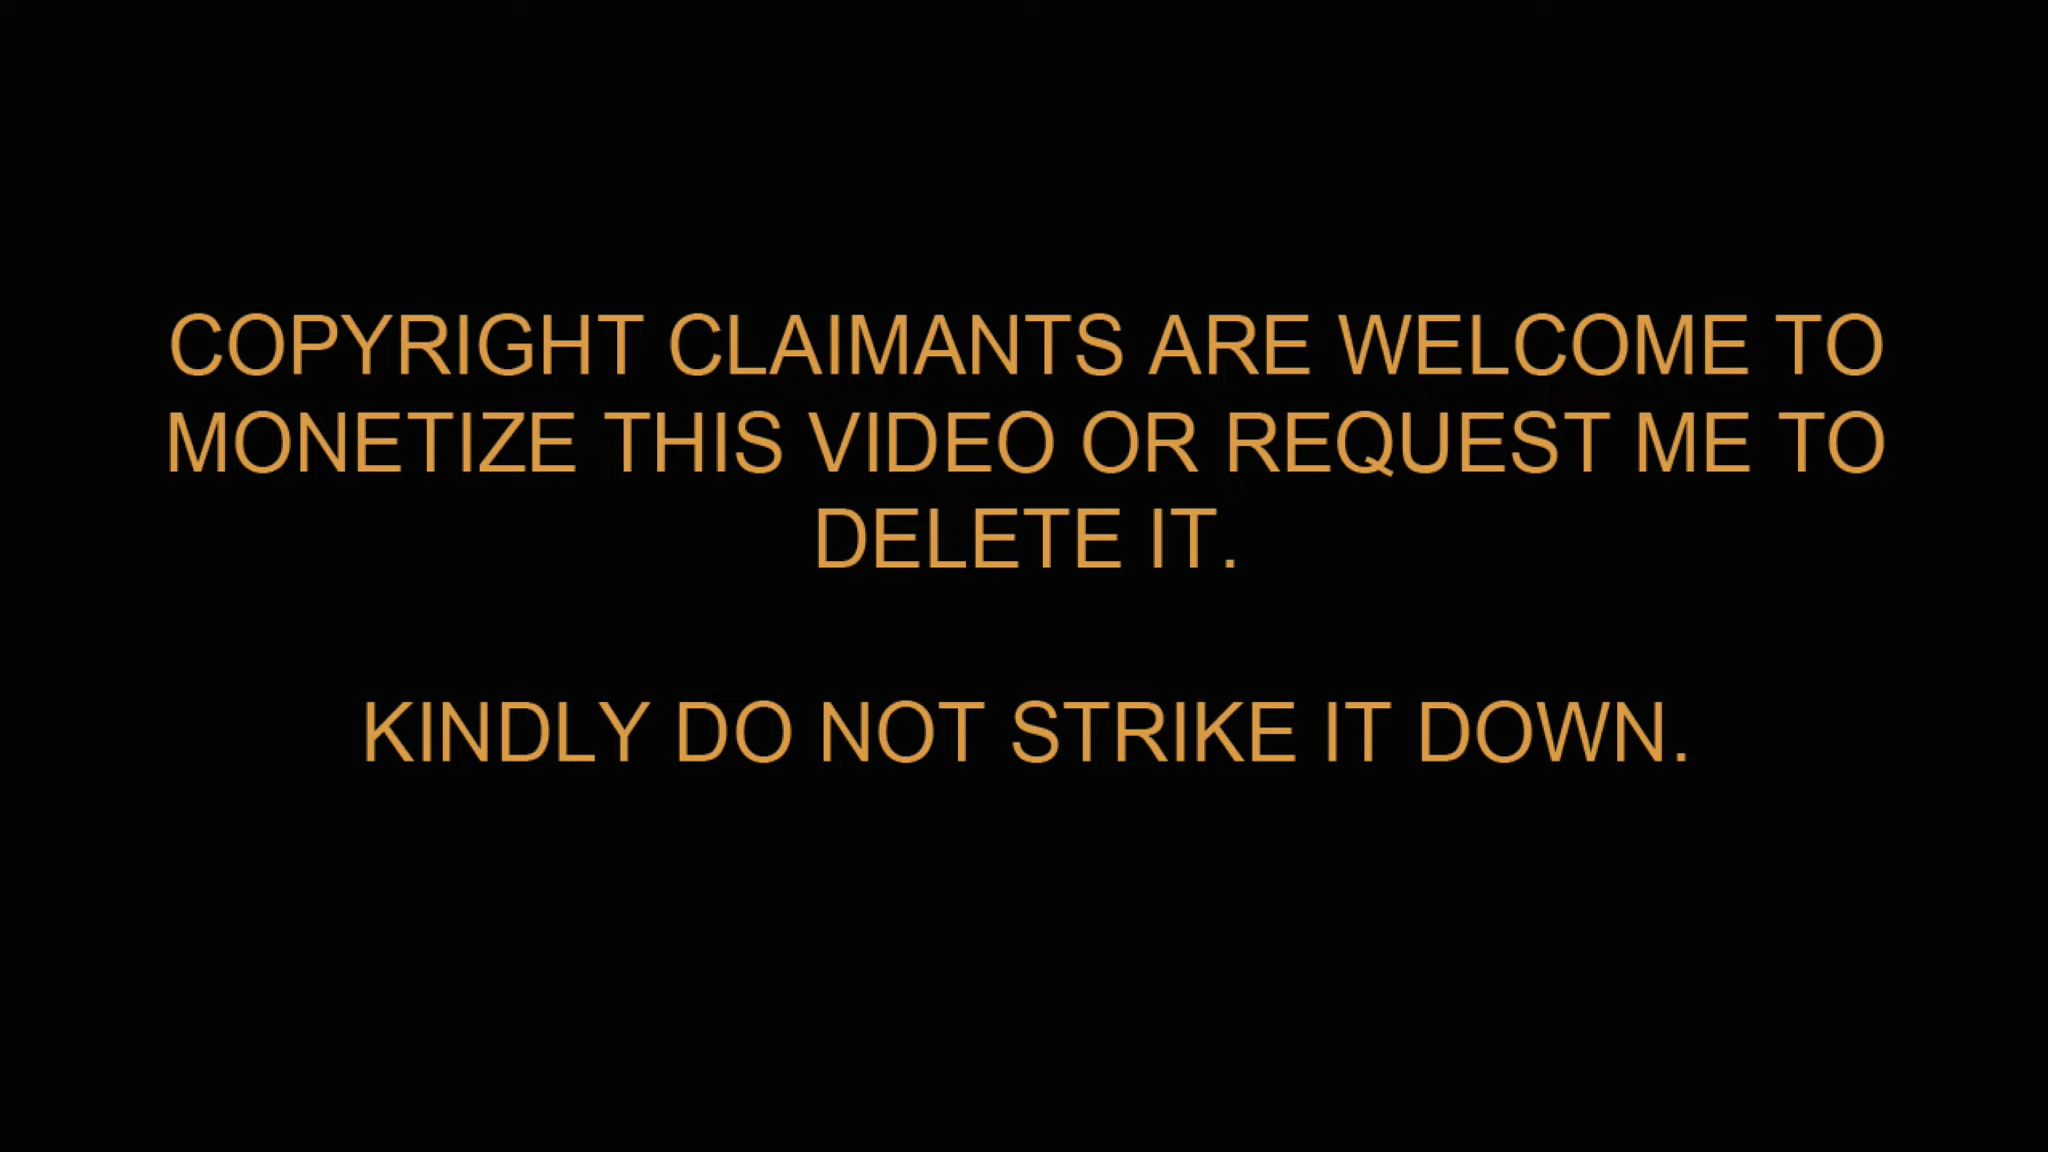 COPYRIGHT CLAIMANTS ARE WELCOME TO
MONETIZE THIS VIDEO OR REQUEST ME TO
DELETE IT.
KINDLY DO NOT STRIKE IT DOWN.